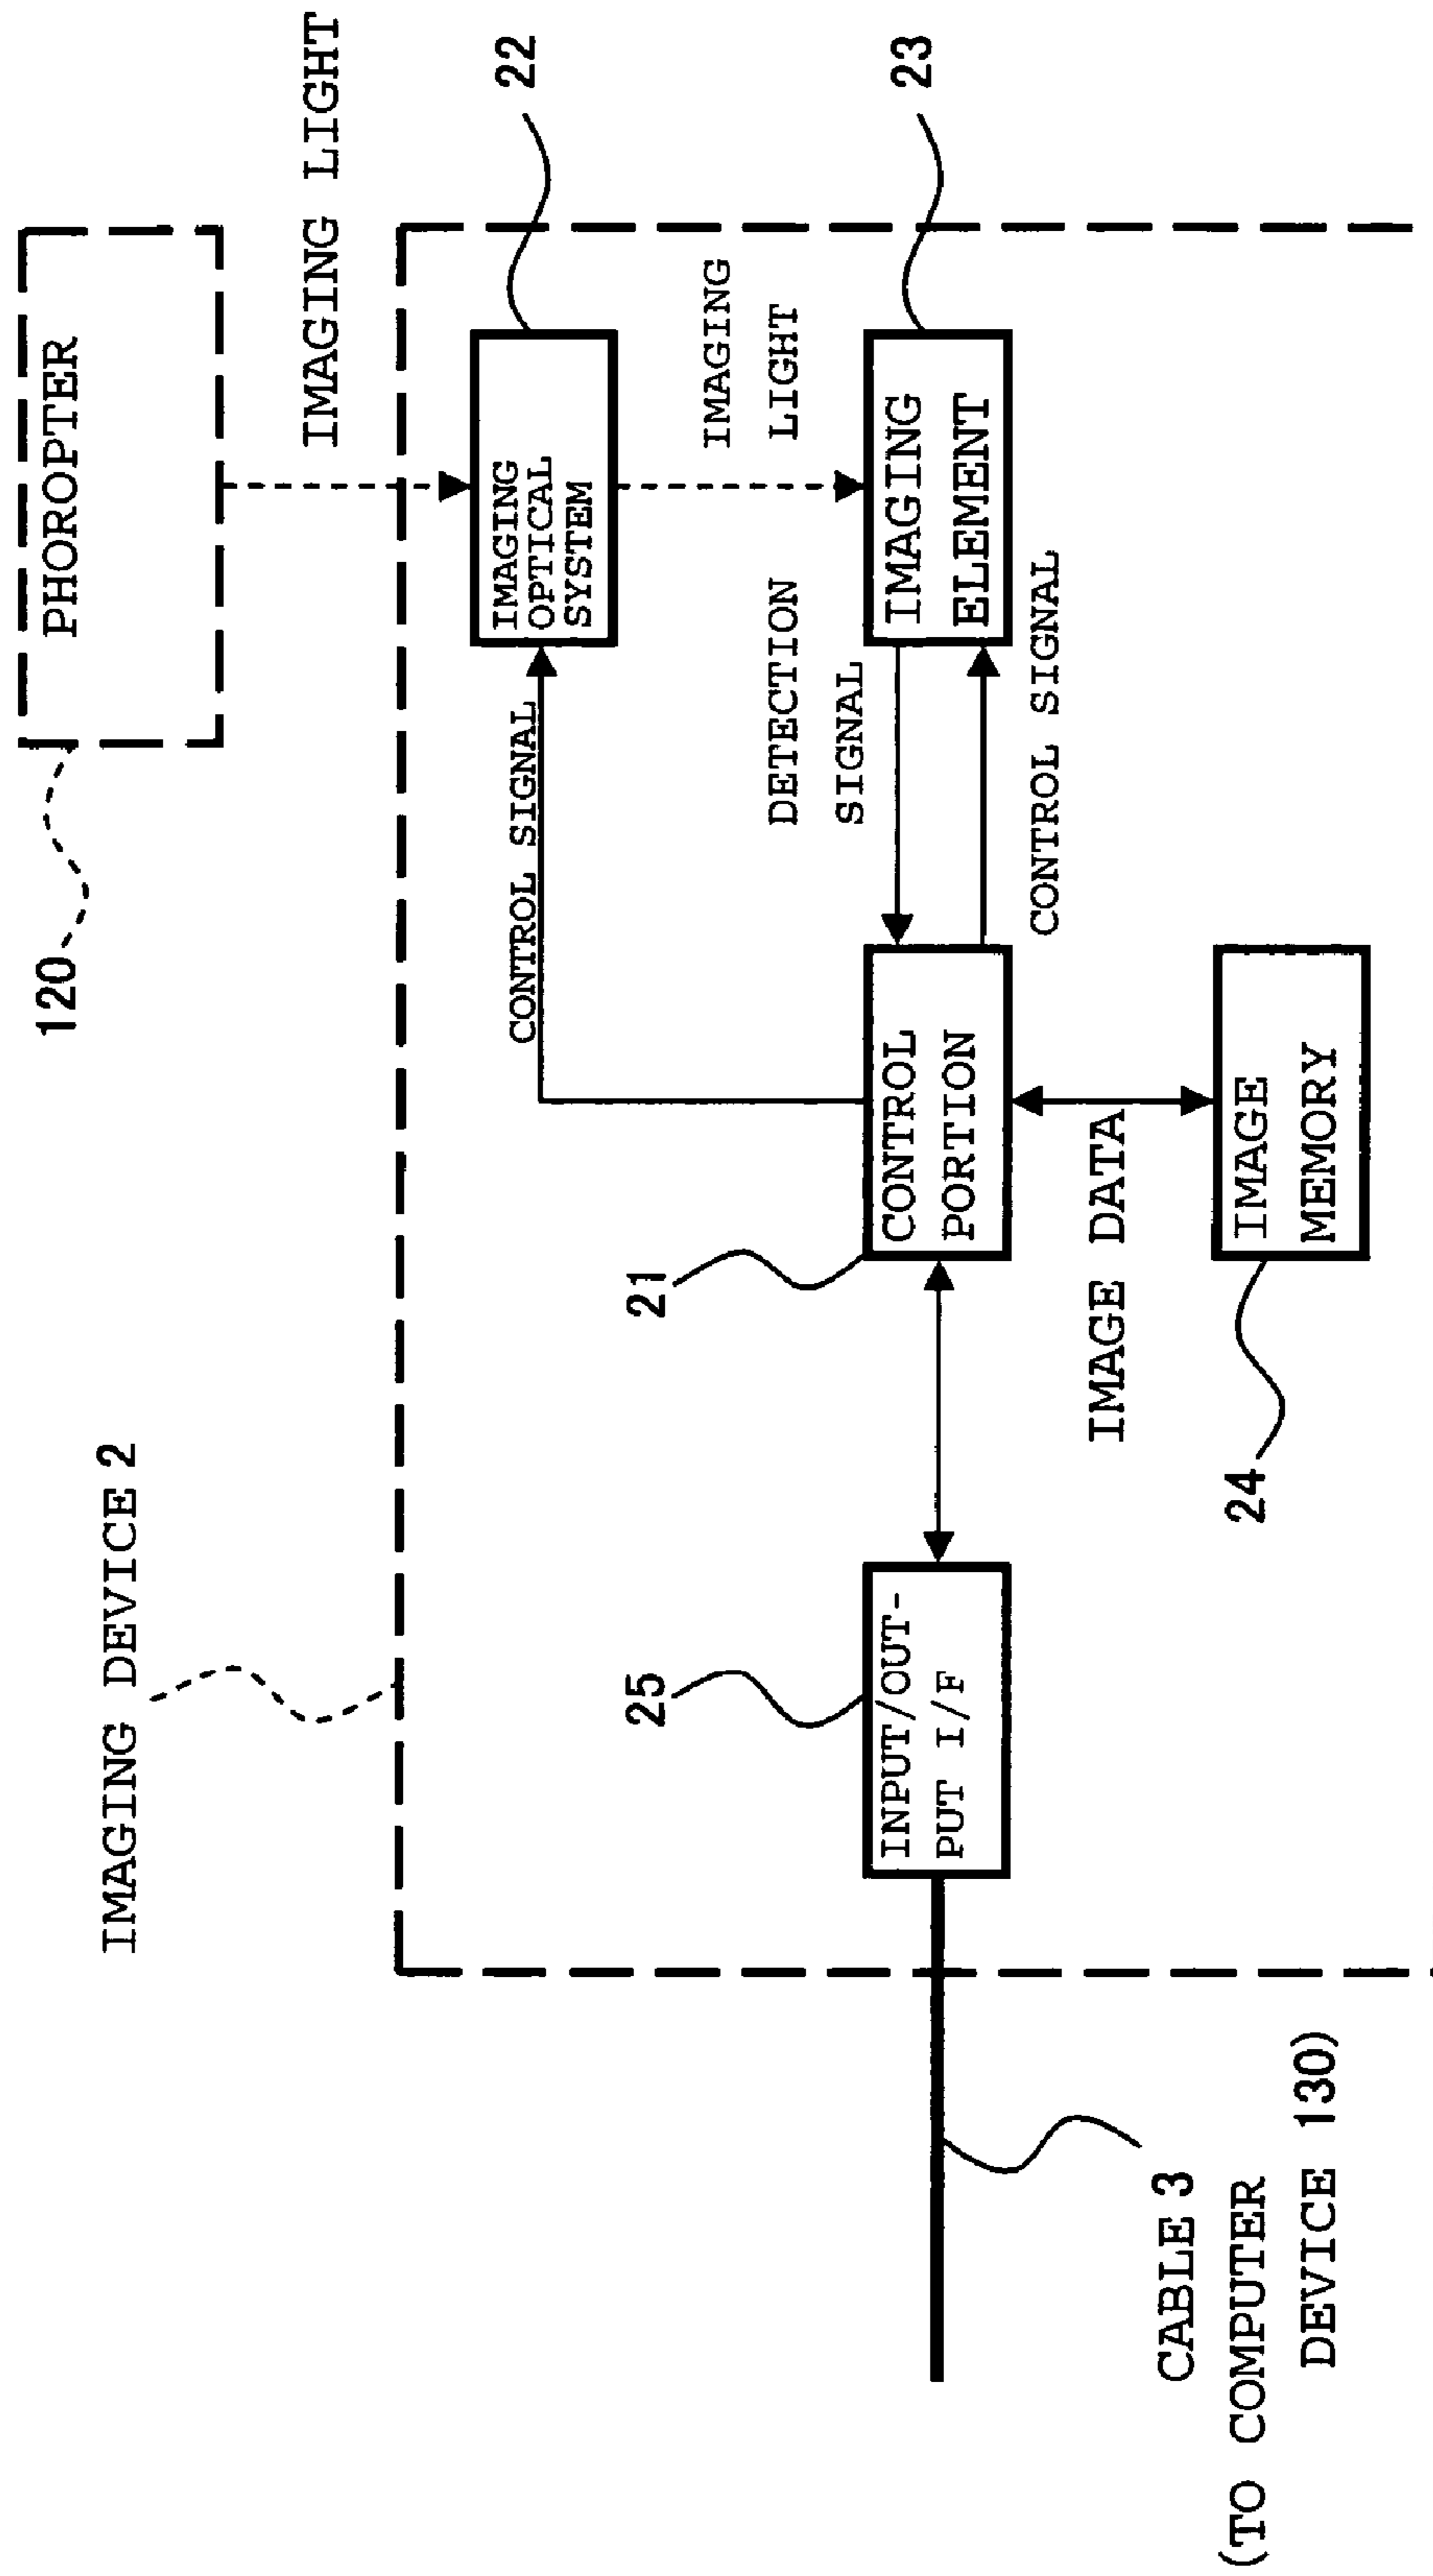 PHOROPTER
120
IMAGING LIGHT
IMAGING DEVICE 2
22
IMAGING
OPTICAL
SYSTEM
CONTROL SIGNAL
IMAGING
LIGHT
23
IMAGING
ELEMENT
DETECTION
SIGNAL
CONTROL SIGNAL
21
CONTROL
PORTION
25
INPUT/OUT-
PUT I/F
IMAGE DATA
24
IMAGE
MEMORY
CABLE 3
(TO COMPUTER
DEVICE 130)